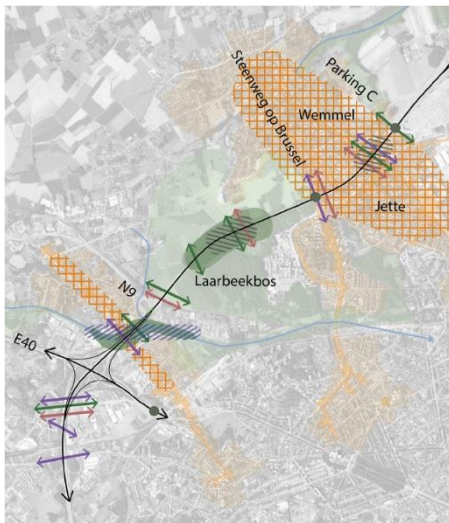 Parking C
Steenweg op Brussel
Wemmel
Jette
Laarbeekbos
N9
E40